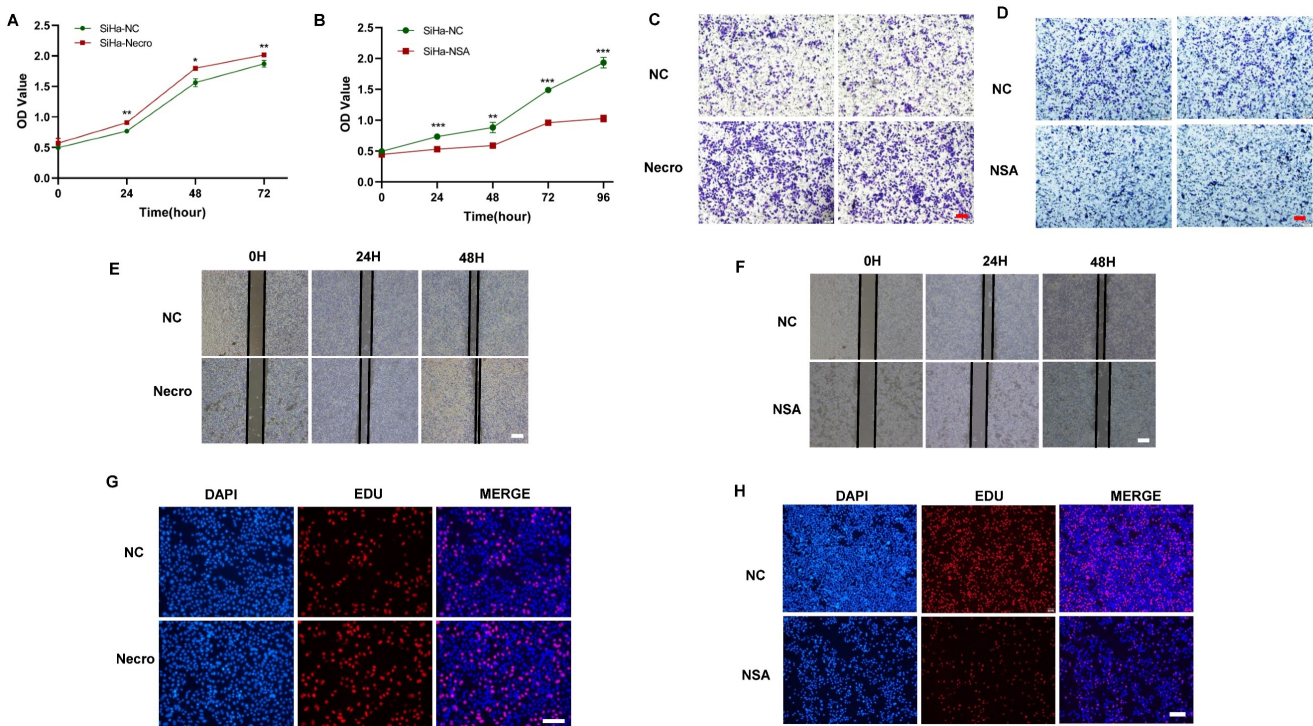 A
SiHa-NC
SiHa-Necro
OD Value
2.5
2.0
1.5
1.0
0.5
0.0
**
*
**
0
24
48
72
Time(hour)
B
SiHa-NC
SiHa-NSA
OD Value
2.5
2.0
1.5
1.0
0.5
0.0
***
**
***
***
0
24
48
72
96
Time(hour)
C
NC
Necro
D
NC
NSA
E
0H
24H
48H
NC
Necro
F
0H
24H
48H
NC
NSA
G
DAPI
EDU
MERGE
NC
Necro
H
DAPI
EDU
MERGE
NC
NSA